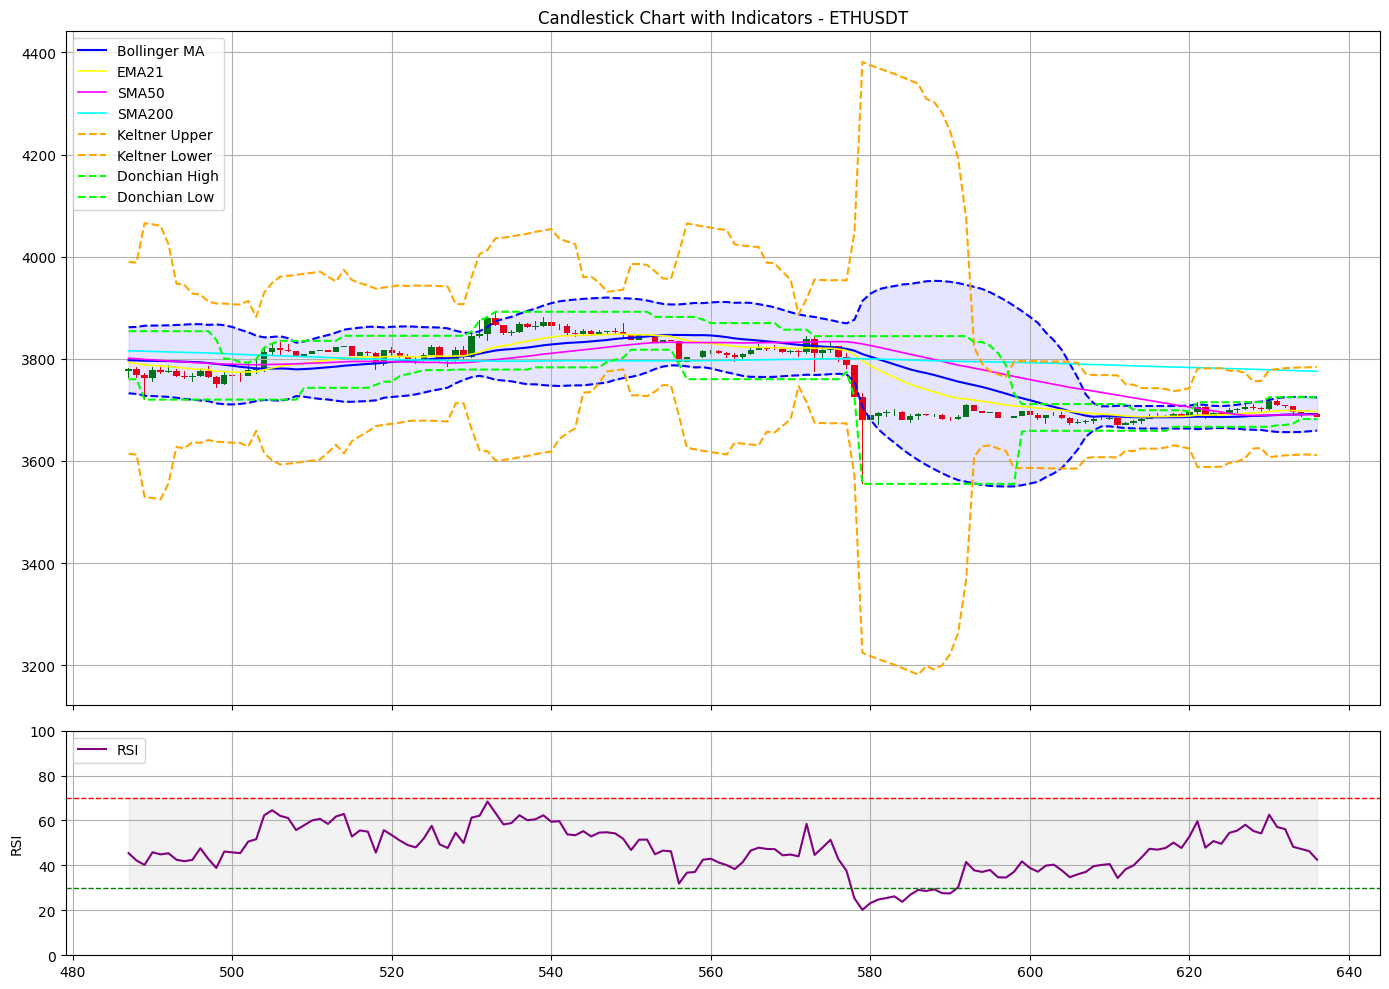 Candlestick Chart with Indicators - ETHUSDT
Bollinger MA
EMA21
SMA50
SMA200
Keltner Upper
Keltner Lower
Donchian High
Donchian Low
4400
4200
4000
3800
3600
3400
3200
RSI
100
80
60
40
20
0
RSI
480
500
520
540
560
580
600
620
640